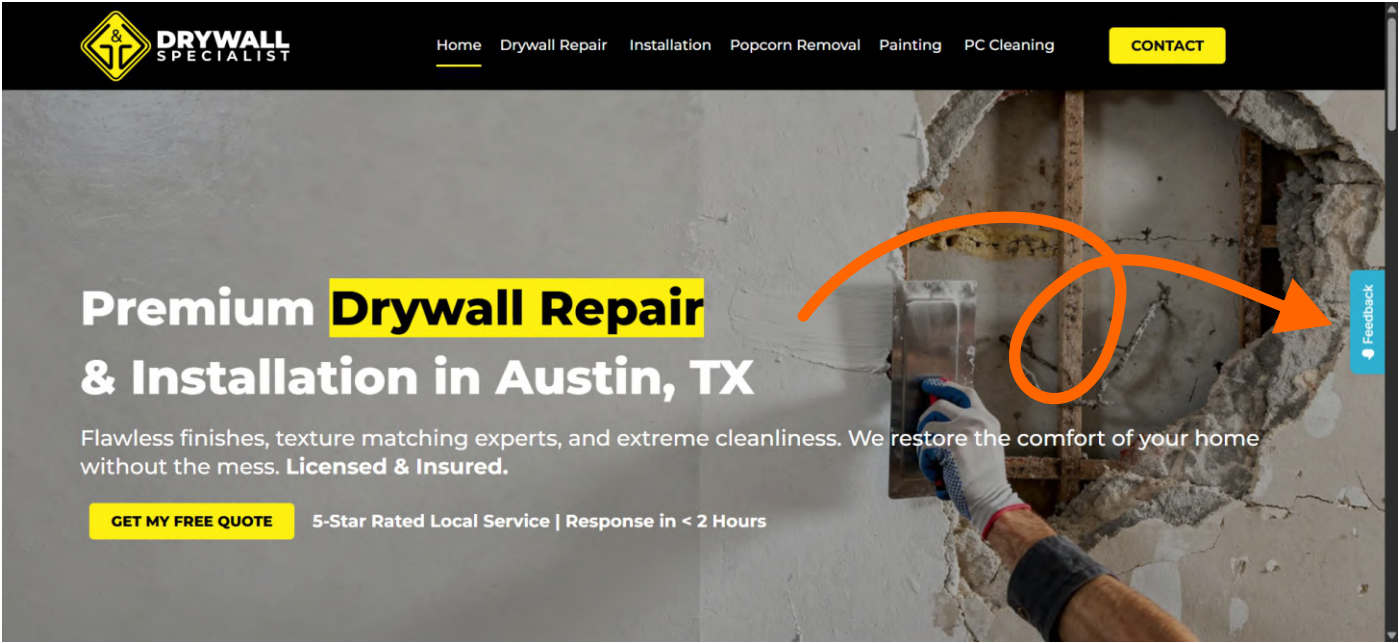 &
DRYWALL
SPECIALIST
Home Drywall Repair Installation Popcorn Removal Painting PC Cleaning CONTACT
Premium Drywall Repair
& Installation in Austin, TX
Flawless finishes, texture matching experts, and extreme cleanliness. We restore the comfort of your home
without the mess. Licensed & Insured.
GET MY FREE QUOTE 5-Star Rated Local Service | Response in < 2 Hours
Feedback